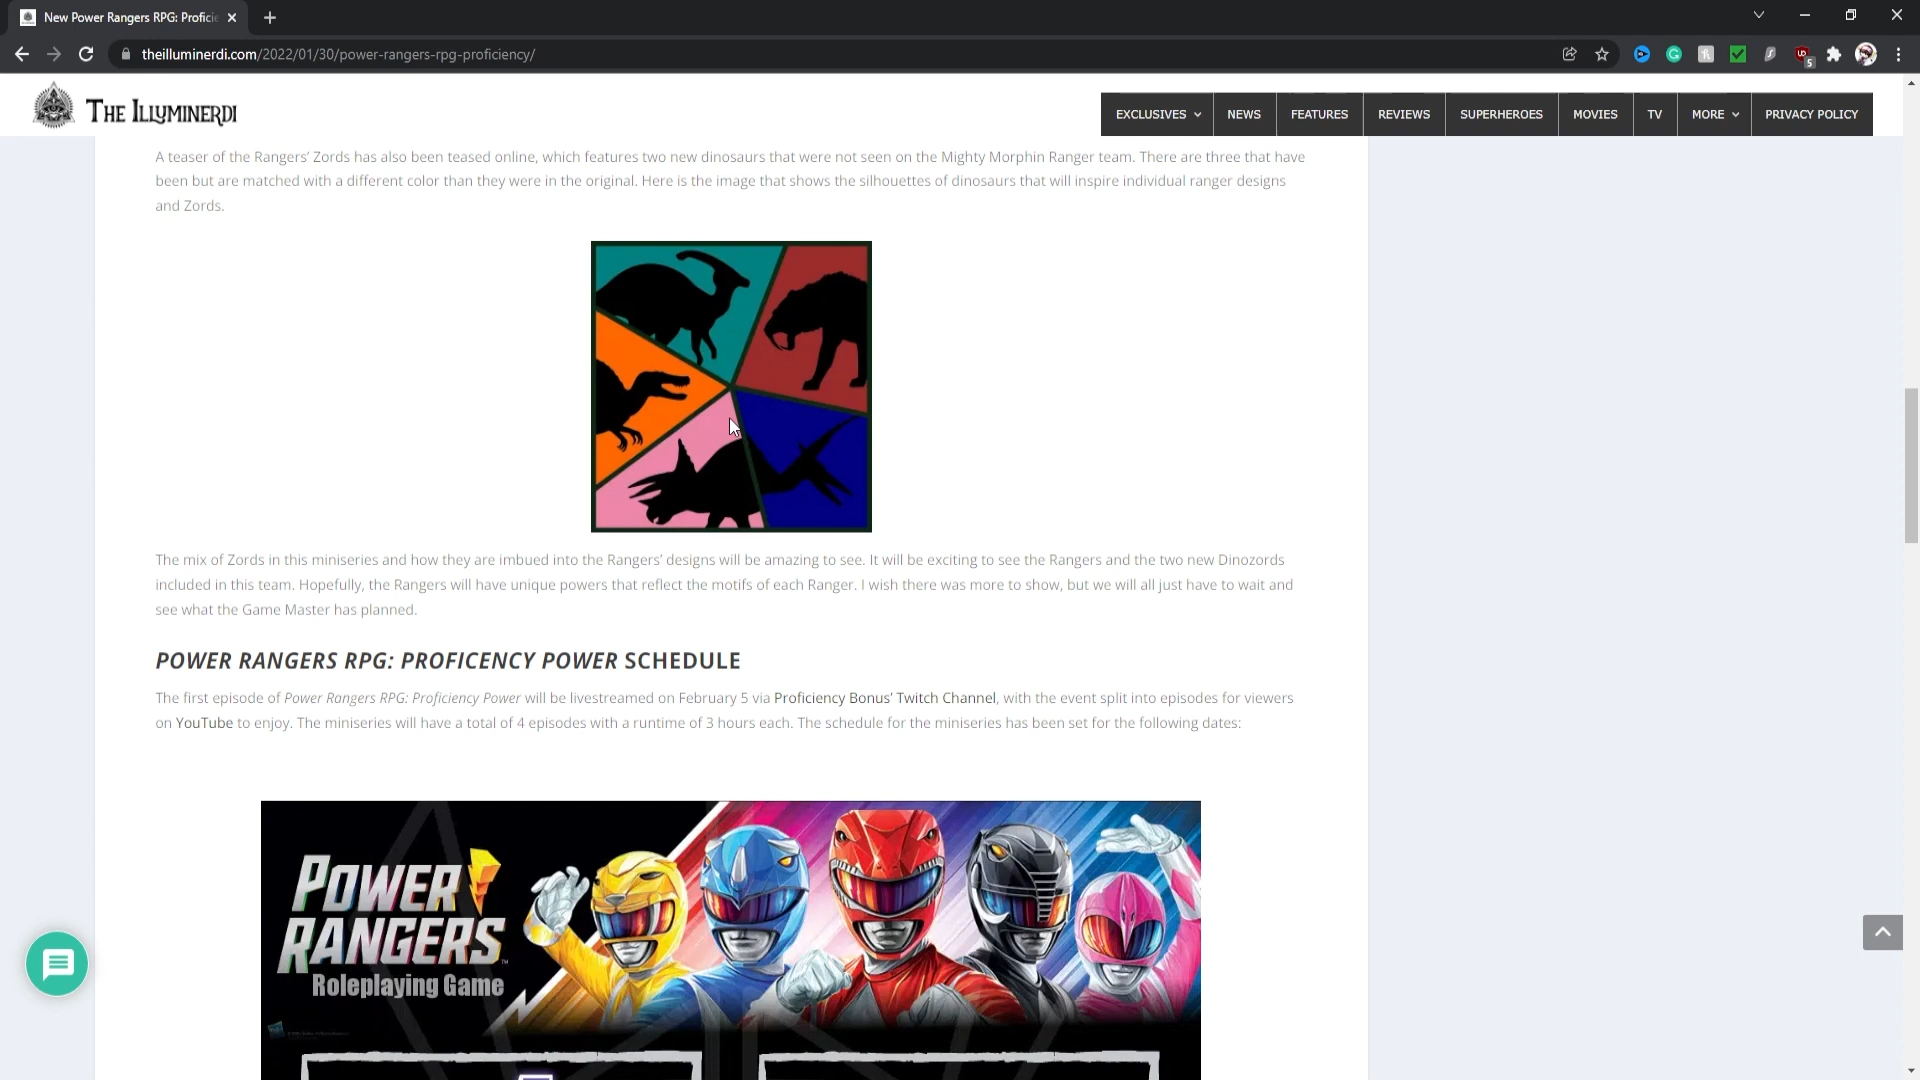 New Power Rangers RPG: Proficie
theilluminerdi.com/2022/01/30/power-rangers-rpg-proficiency/
5
THE ILLUMINERDI
EXCLUSIVES NEWS FEATURES REVIEWS SUPERHEROES MOVIES TV MORE PRIVACY POLICY
A teaser of the Rangers’ Zords has also been teased online, which features two new dinosaurs that were not seen on the Mighty Morphin Ranger team. There are three that have
been but are matched with a different color than they were in the original. Here is the image that shows the silhouettes of dinosaurs that will inspire individual ranger designs
and Zords.
The mix of Zords in this miniseries and how they are imbued into the Rangers’ designs will be amazing to see. It will be exciting to see the Rangers and the two new Dinozords
included in this team. Hopefully, the Rangers will have unique powers that reflect the motifs of each Ranger. I wish there was more to show, but we will all just have to wait and
see what the Game Master has planned.
POWER RANGERS RPG: PROFICENCY POWER SCHEDULE
The first episode of Power Rangers RPG: Proficiency Power will be livestreamed on February 5 via Proficiency Bonus’ Twitch Channel, with the event split into episodes for viewers
on YouTube to enjoy. The miniseries will have a total of 4 episodes with a runtime of 3 hours each. The schedule for the miniseries has been set for the following dates:
POWER
RANGERS
Roleplaying Game